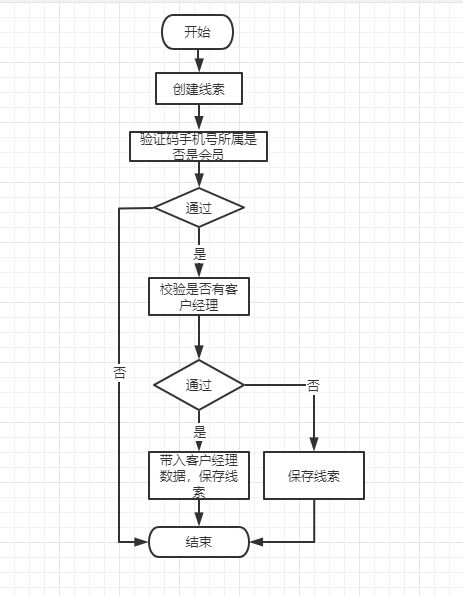 开始
创建线索
验证码手机号所属是
否是会员
通过
是
校验是否有客
户经理
否
通过
否
是
带入客户经理
数据，保存线
索
保存线索
结束